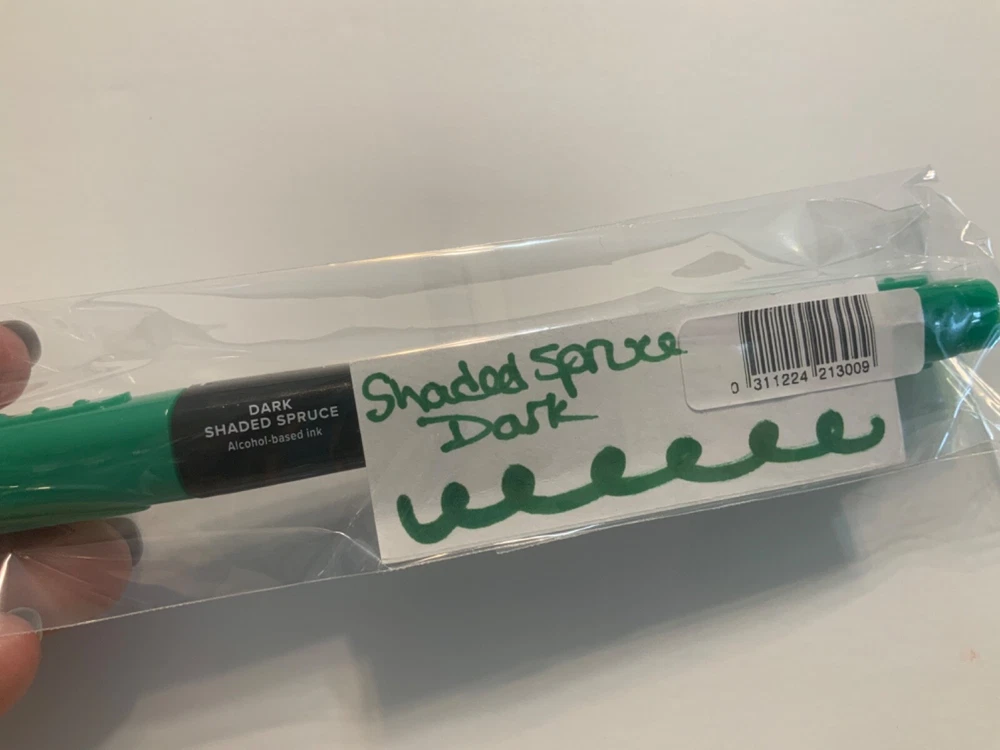 DARK
SHADED SPRUCE
Alcohol-based ink
Shaded Spruce
Dark
0 311224 213009